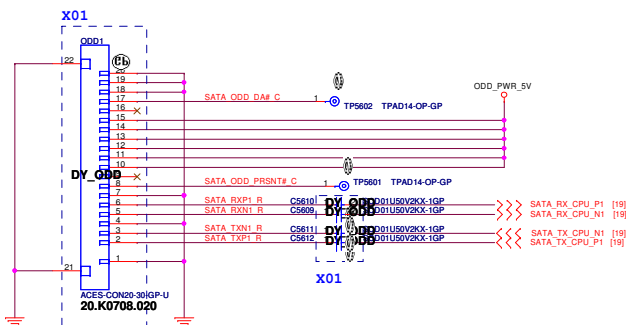 X01
ODD1
22
20
19
18
17 SATA_ODD_DA#_C 1 TP5602 TPAD14-OP-GP
ODD_PWR_5V
16
15
14
13
12
11
10
DY_ODD
8 SATA_ODD_PRSNT#_C 1 TP5601 TPAD14-OP-GP
7
6 SATA_RXP1_R C5610 SATA_RX_CPU_P1 [19]
5 SATA_RXN1_R C5609 SATA_RX_CPU_N1 [19]
4
3 SATA_TXN1_R C5611 SATA_TX_CPU_N1 [19]
2 SATA_TXP1_R C5612 SATA_TX_CPU_P1 [19]
1
21
X01
ACES-CON20-30-GP-U
20.K0708.020